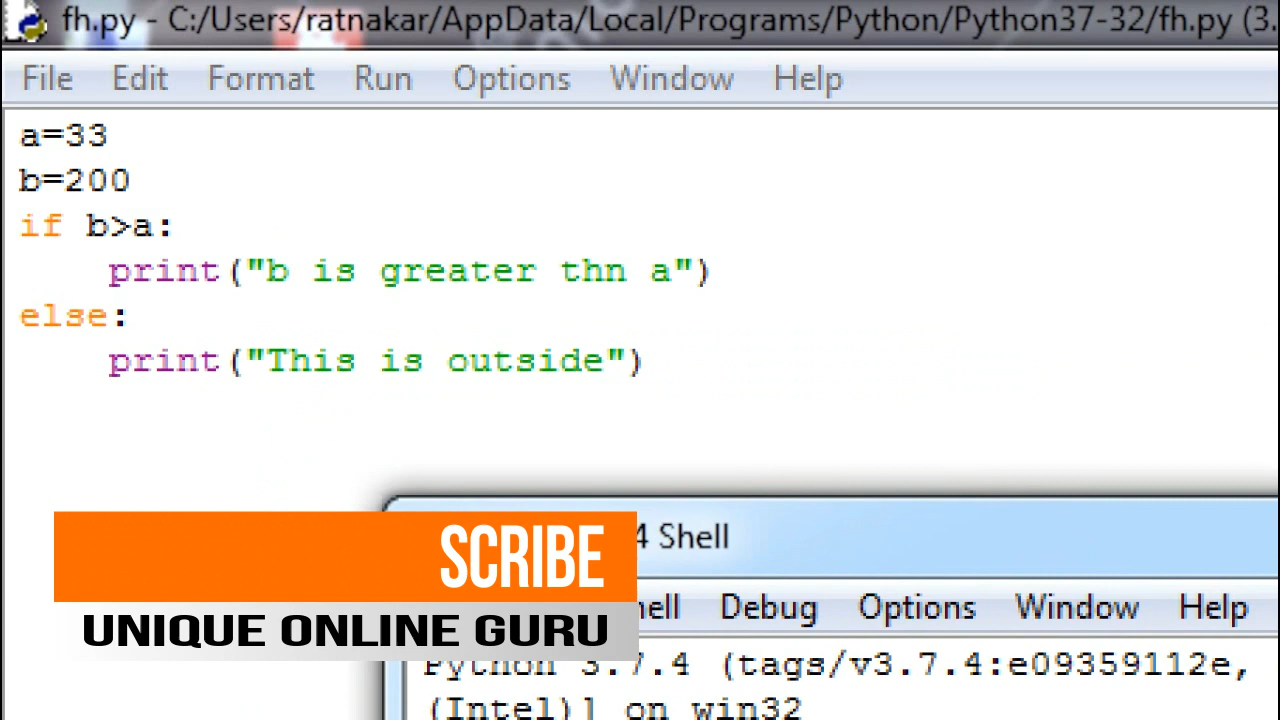 fh.py - C:/Users/ratnakar/AppData/Local/Programs/Python/Python37-32/fh.py (3.
File Edit Format Run Options Window Help
a=33
b=200
if b>a:
    print("b is greater thn a")
else:
    print("This is outside")
4 Shell
SCRIBE
Debug Options Window Help
UNIQUE ONLINE GURU
Python 3.7.4 (tags/v3.7.4:e09359112e,
(Intel)] on win32